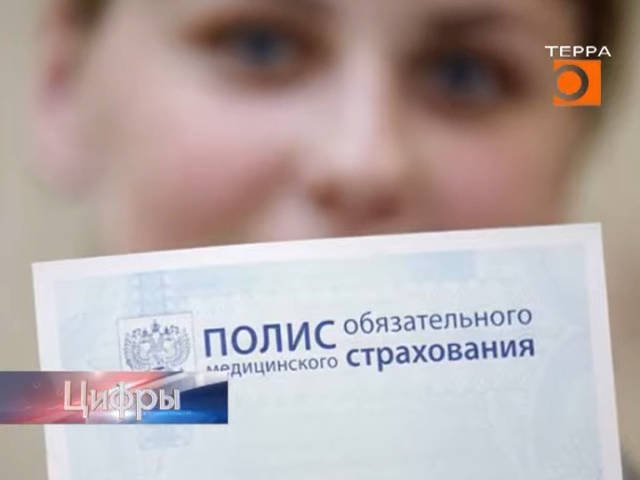 ТЕРРА
ПОЛИС обязательного
медицинского страхования
Цифры